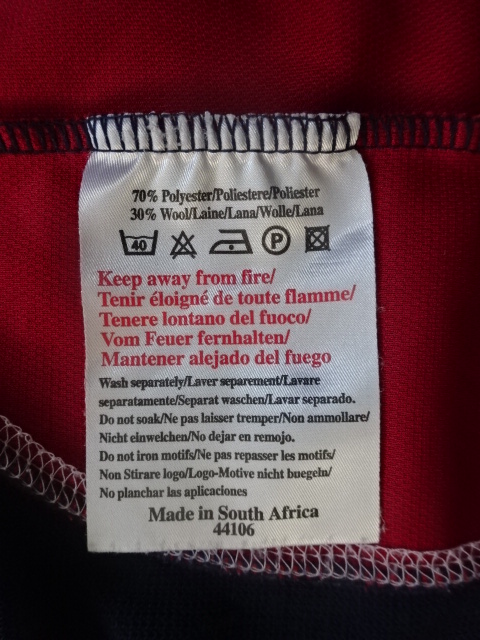 70% Polyester/Poliestere/Poliester
30% Wool/Laine/Lana/Wolle/Lana
40 P
Keep away from fire/
Tenir éloigné de toute flamme/
Tenere lontano del fuoco/
Vom Feuer fernhalten/
Mantener alejado del fuego
Wash separately/Laver separement/Lavare
separatamente/Separat waschen/Lavar separado.
Do not soak/Ne pas laisser tremper/Non ammollare/
Nicht einwelchen/No dejar en remojo.
Do not iron motifs/Ne pas repasser les motifs/
Non Stirare logo/Logo-Motive nicht buegeln/
No planchar las aplicaciones
Made in South Africa
44106